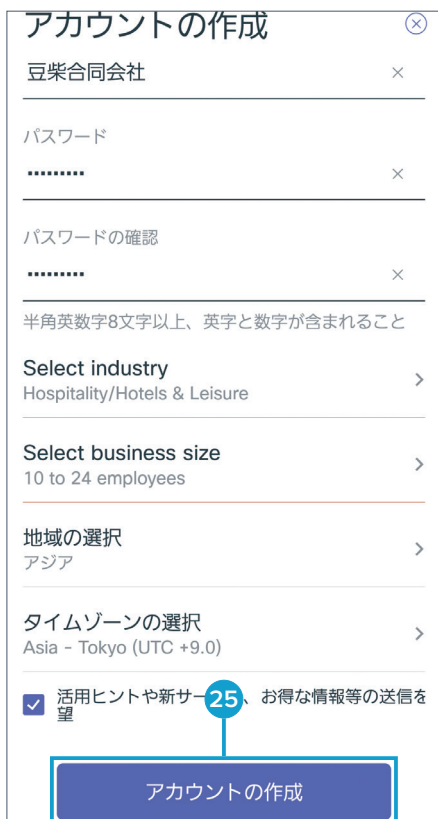 アカウントの作成
豆柴合同会社
パスワード
•••••••••
パスワードの確認
•••••••••
半角英数字8文字以上、英字と数字が含まれること
Select industry
Hospitality/Hotels & Leisure
Select business size
10 to 24 employees
地域の選択
アジア
タイムゾーンの選択
Asia - Tokyo (UTC +9.0)
活用ヒントや新サー 25 、お得な情報等の送信を
望
アカウントの作成